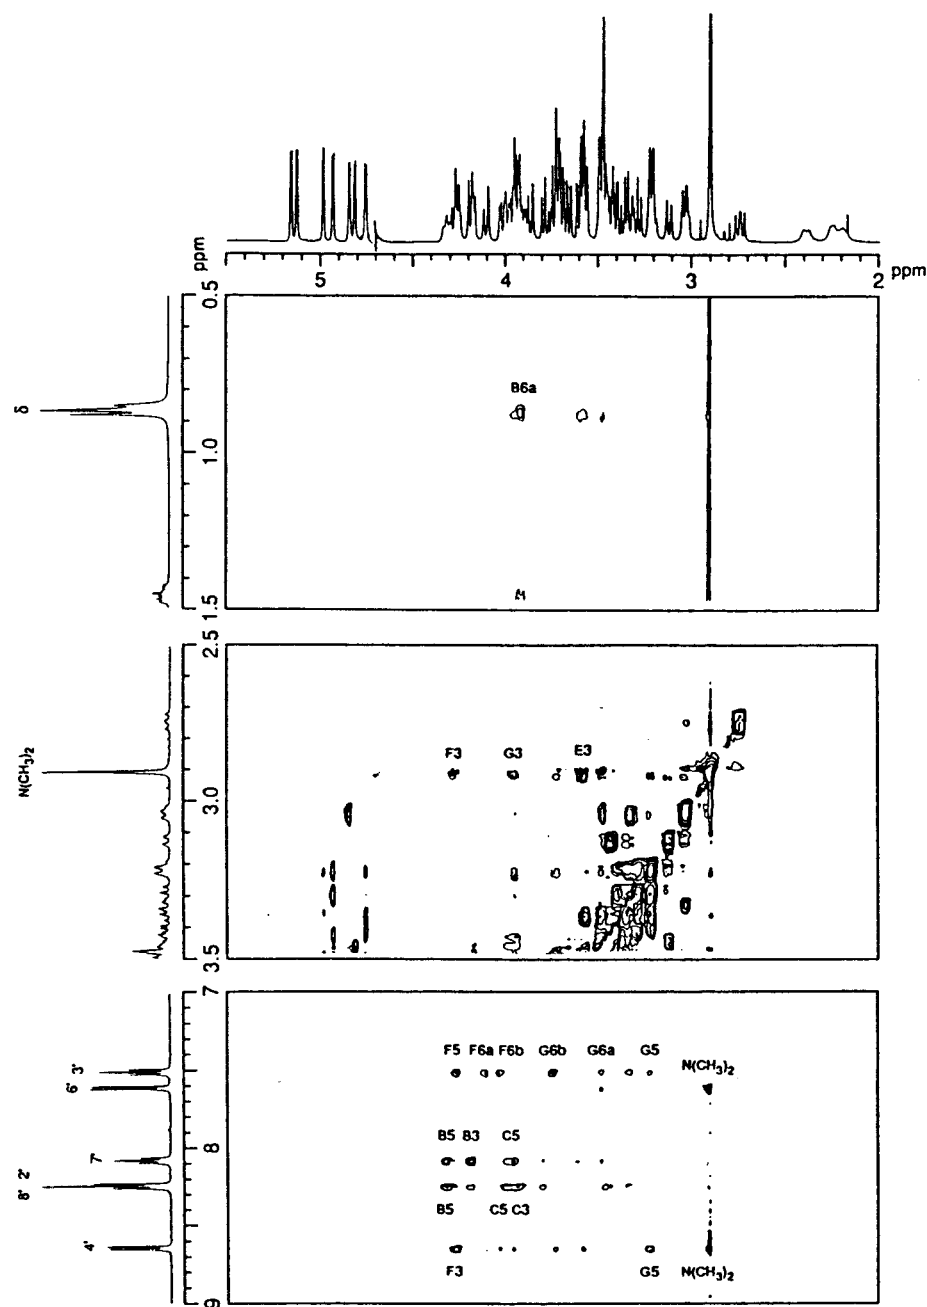 ppm
5 4 3 2 ppm
0.5
δ
B6a
1.0
1.5
2.5
N(CH₃)₂
F3 G3 E3
3.0
3.5
7
F5 F6a F6b G6b G6a G5 N(CH₃)₂
6' 3'
B5 B3 C5
8
7'
8' 2'
B5 C5 C3
4'
F3 G5 N(CH₃)₂
9